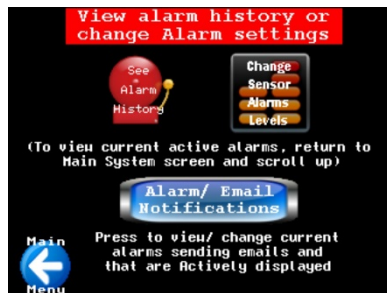 View alarm history or
change Alarm settings
See
Alarm
History
Change
Sensor
Alarms
Levels
(To view current active alarms, return to
Main System screen and scroll up)
Alarm/ Email
Notifications
Press to view/ change current
alarms sending emails and
that are Actively displayed
Main
Menu